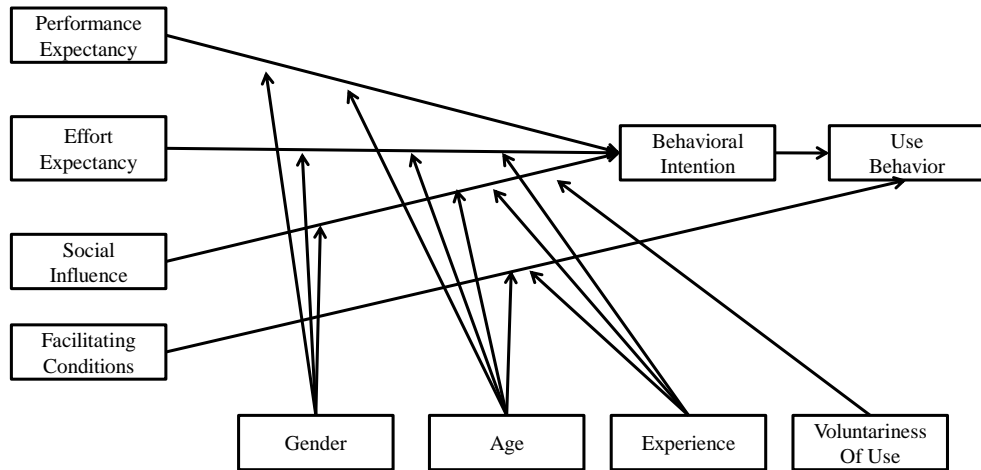 Performance
Expectancy
Effort
Expectancy
Behavioral
Intention
Use
Behavior
Social
Influence
Facilitating
Conditions
Gender
Age
Experience
Voluntariness
Of Use